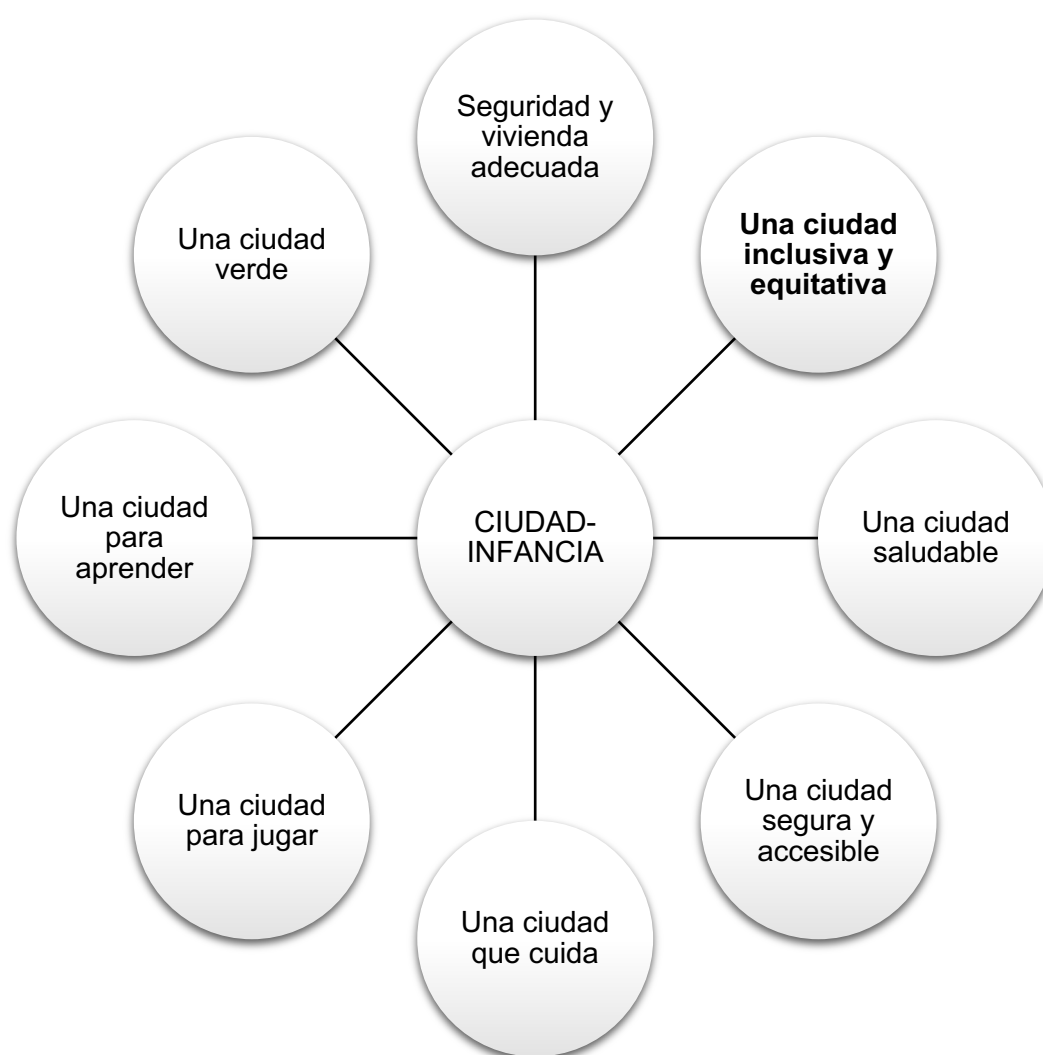 Seguridad y
vivienda
adecuada
Una ciudad
inclusiva y
equitativa
Una ciudad
saludable
Una ciudad
segura y
accesible
Una ciudad
que cuida
Una ciudad
para jugar
Una ciudad
para
aprender
Una ciudad
verde
CIUDAD-
INFANCIA